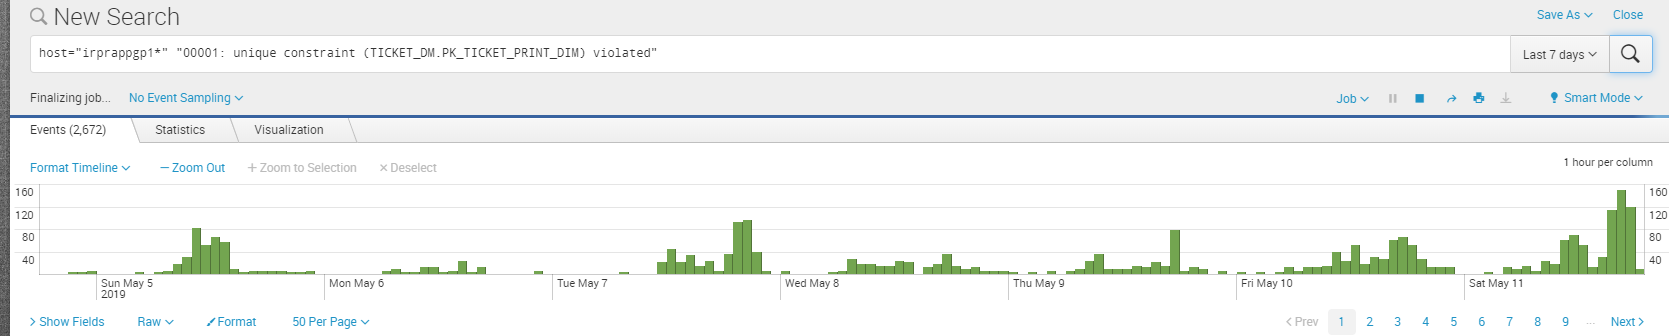 New Search
Save As Close
host="irprappgp1*" "00001: unique constraint (TICKET_DM.PK_TICKET_PRINT_DIM) violated"
Last 7 days
Finalizing job... No Event Sampling
Job Smart Mode
Events (2,672) Statistics Visualization
Format Timeline — Zoom Out + Zoom to Selection × Deselect
1 hour per column
160 160
120 120
80 80
40 40
Sun May 5 Mon May 6 Tue May 7 Wed May 8 Thu May 9 Fri May 10 Sat May 11
2019
> Show Fields Raw Format 50 Per Page
< Prev 1 2 3 4 5 6 7 8 9 ... Next >